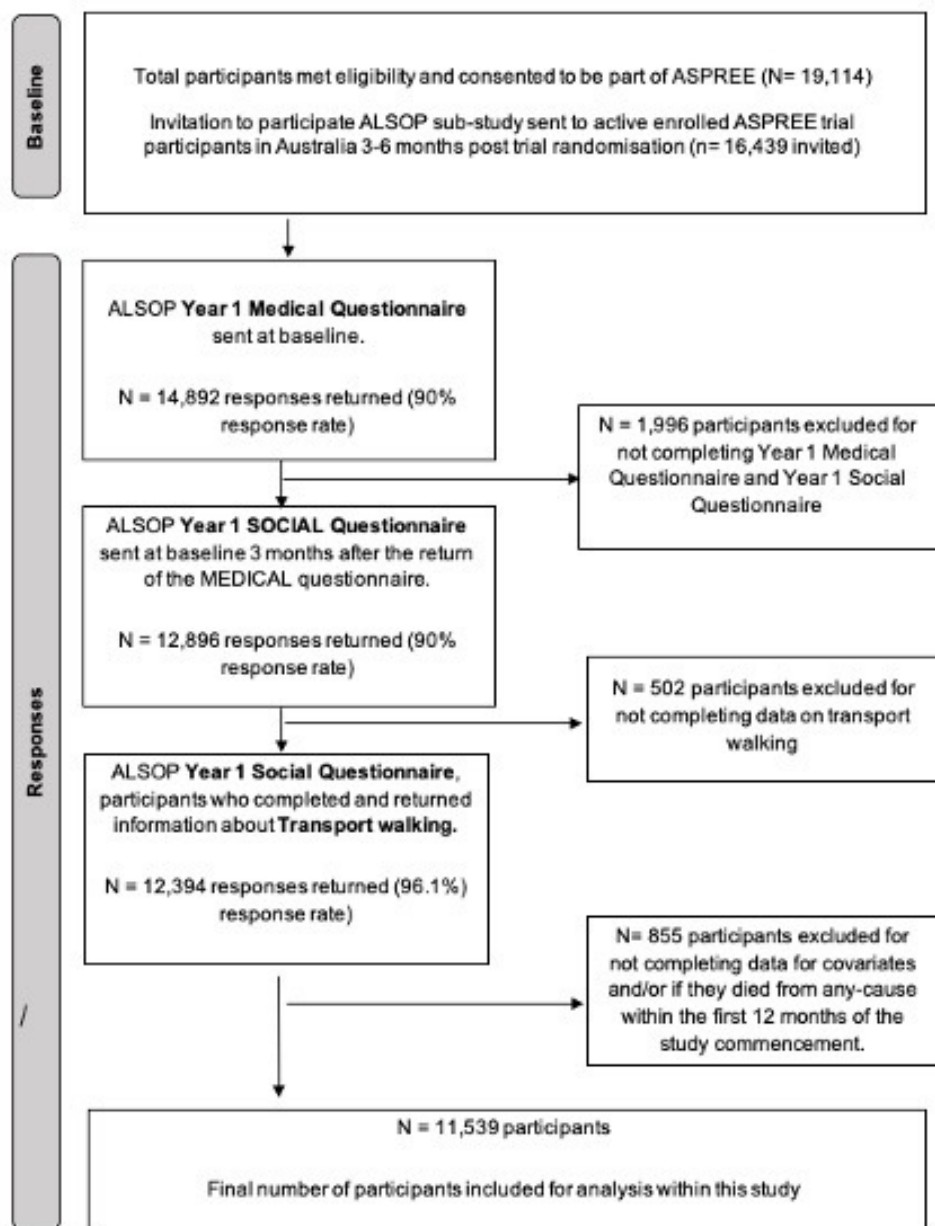 Baseline
Total participants met eligibility and consented to be part of ASPREE (N= 19,114)
Invitation to participate ALSOP sub-study sent to active enrolled ASPREE trial
participants in Australia 3-6 months post trial randomisation (n= 16,439 invited)
Responses
ALSOP Year 1 Medical Questionnaire
sent at baseline.
N = 14,892 responses returned (90%
response rate)
N = 1,996 participants excluded for
not completing Year 1 Medical
Questionnaire and Year 1 Social
Questionnaire
ALSOP Year 1 SOCIAL Questionnaire
sent at baseline 3 months after the return
of the MEDICAL questionnaire.
N = 12,896 responses returned (90%
response rate)
N = 502 participants excluded for
not completing data on transport
walking
ALSOP Year 1 Social Questionnaire,
participants who completed and returned
information about Transport walking.
N = 12,394 responses returned (96.1%)
response rate)
N= 855 participants excluded for
not completing data for covariates
and/or if they died from any-cause
within the first 12 months of the
study commencement.
/
N = 11,539 participants
Final number of participants included for analysis within this study